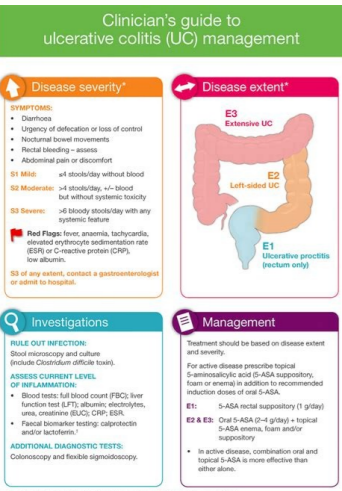 Clinician's guide to
ulcerative colitis (UC) management
Disease severity*
SYMPTOMS:
• Diarrhoea
• Urgency of defecation or loss of control
• Nocturnal bowel movements
• Rectal bleeding – assess
• Abdominal pain or discomfort
S1 Mild: ≤4 stools/day without blood
S2 Moderate: >4 stools/day, +/– blood
but without systemic toxicity
S3 Severe: >6 bloody stools/day with any
systemic feature
Red Flags: fever, anaemia, tachycardia,
elevated erythrocyte sedimentation rate
(ESR) or C-reactive protein (CRP),
low albumin.
S3 of any extent, contact a gastroenterologist
or admit to hospital.
Disease extent*
E3
Extensive UC
E2
Left-sided UC
E1
Ulcerative proctitis
(rectum only)
Investigations
RULE OUT INFECTION:
Stool microscopy and culture
(include Clostridium difficile toxin).
ASSESS CURRENT LEVEL
OF INFLAMMATION:
• Blood tests: full blood count (FBC); liver
function test (LFT); albumin; electrolytes,
urea, creatinine (EUC); CRP; ESR.
• Faecal biomarker testing: calprotectin
and/or lactoferrin.¹
ADDITIONAL DIAGNOSTIC TESTS:
Colonoscopy and flexible sigmoidoscopy.
Management
Treatment should be based on disease extent
and severity.
For active disease prescribe topical
5-aminosalicylic acid (5-ASA suppository,
foam or enema) in addition to recommended
induction doses of oral 5-ASA.
E1: 5-ASA rectal suppository (1 g/day)
E2 & E3: Oral 5-ASA (2–4 g/day) + topical
5-ASA enema, foam and/or
suppository
• In active disease, combination oral and
topical 5-ASA is more effective than
either alone.